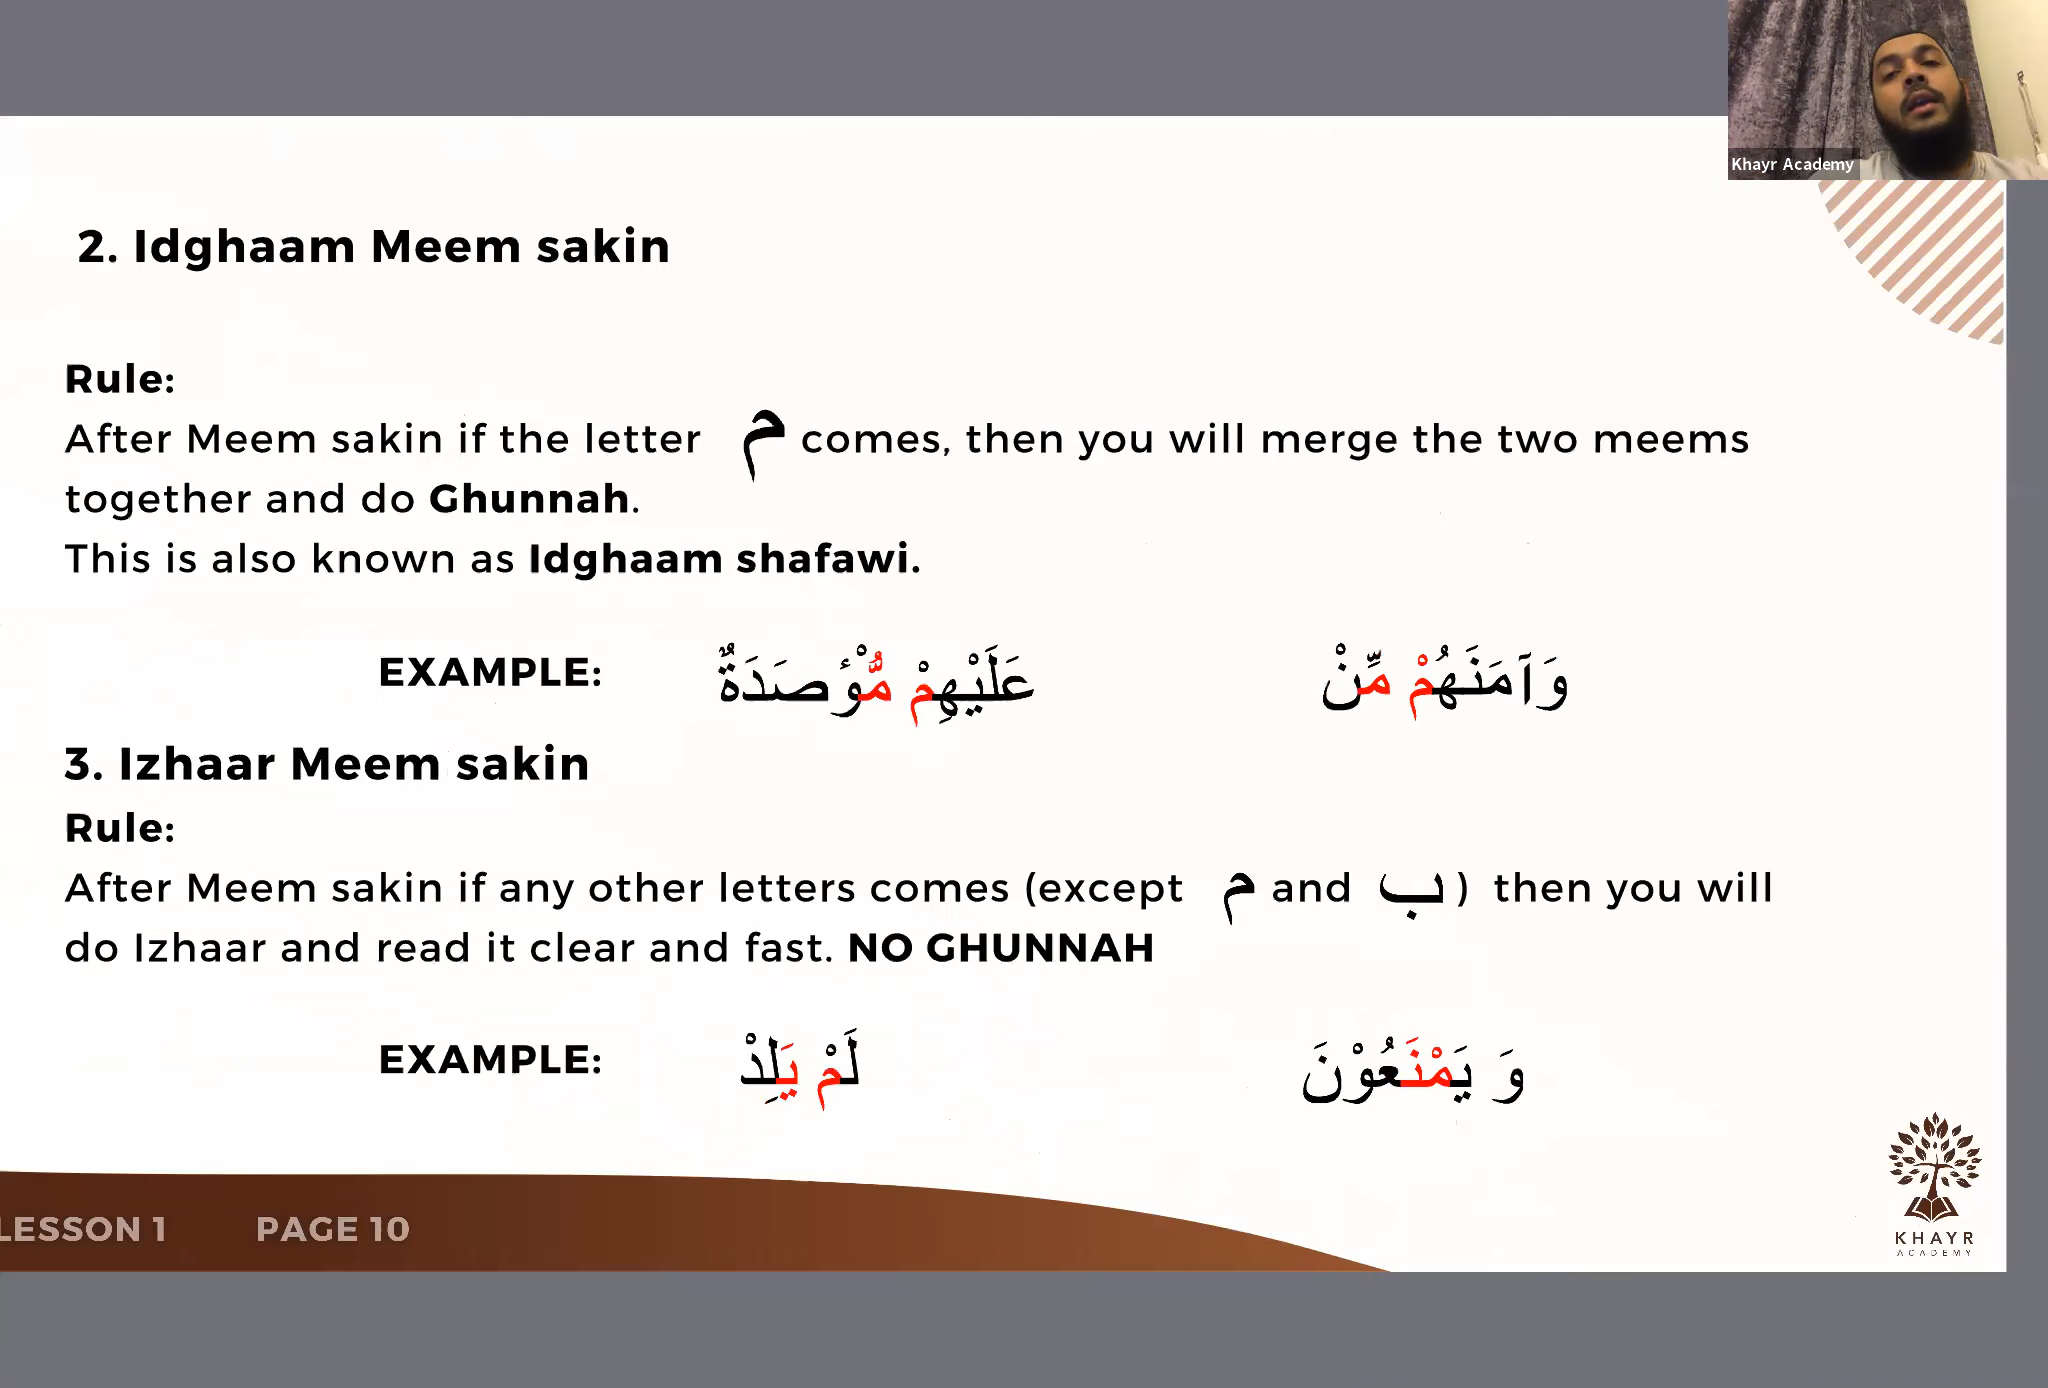 Khayr Academy
2. Idghaam Meem sakin
Rule:
After Meem sakin if the letter م comes, then you will merge the two meems
together and do Ghunnah.
This is also known as Idghaam shafawi.
EXAMPLE: عَلَيْهِمْ مُّؤْصَدَةٌ وَآمَنَهُمْ مِّنْ
3. Izhaar Meem sakin
Rule:
After Meem sakin if any other letters comes (except م and ب ) then you will
do Izhaar and read it clear and fast. NO GHUNNAH
EXAMPLE: لَمْ يَلِدْ وَ يَمْنَعُوْنَ
LESSON 1 PAGE 10
KHAYR
ACADEMY